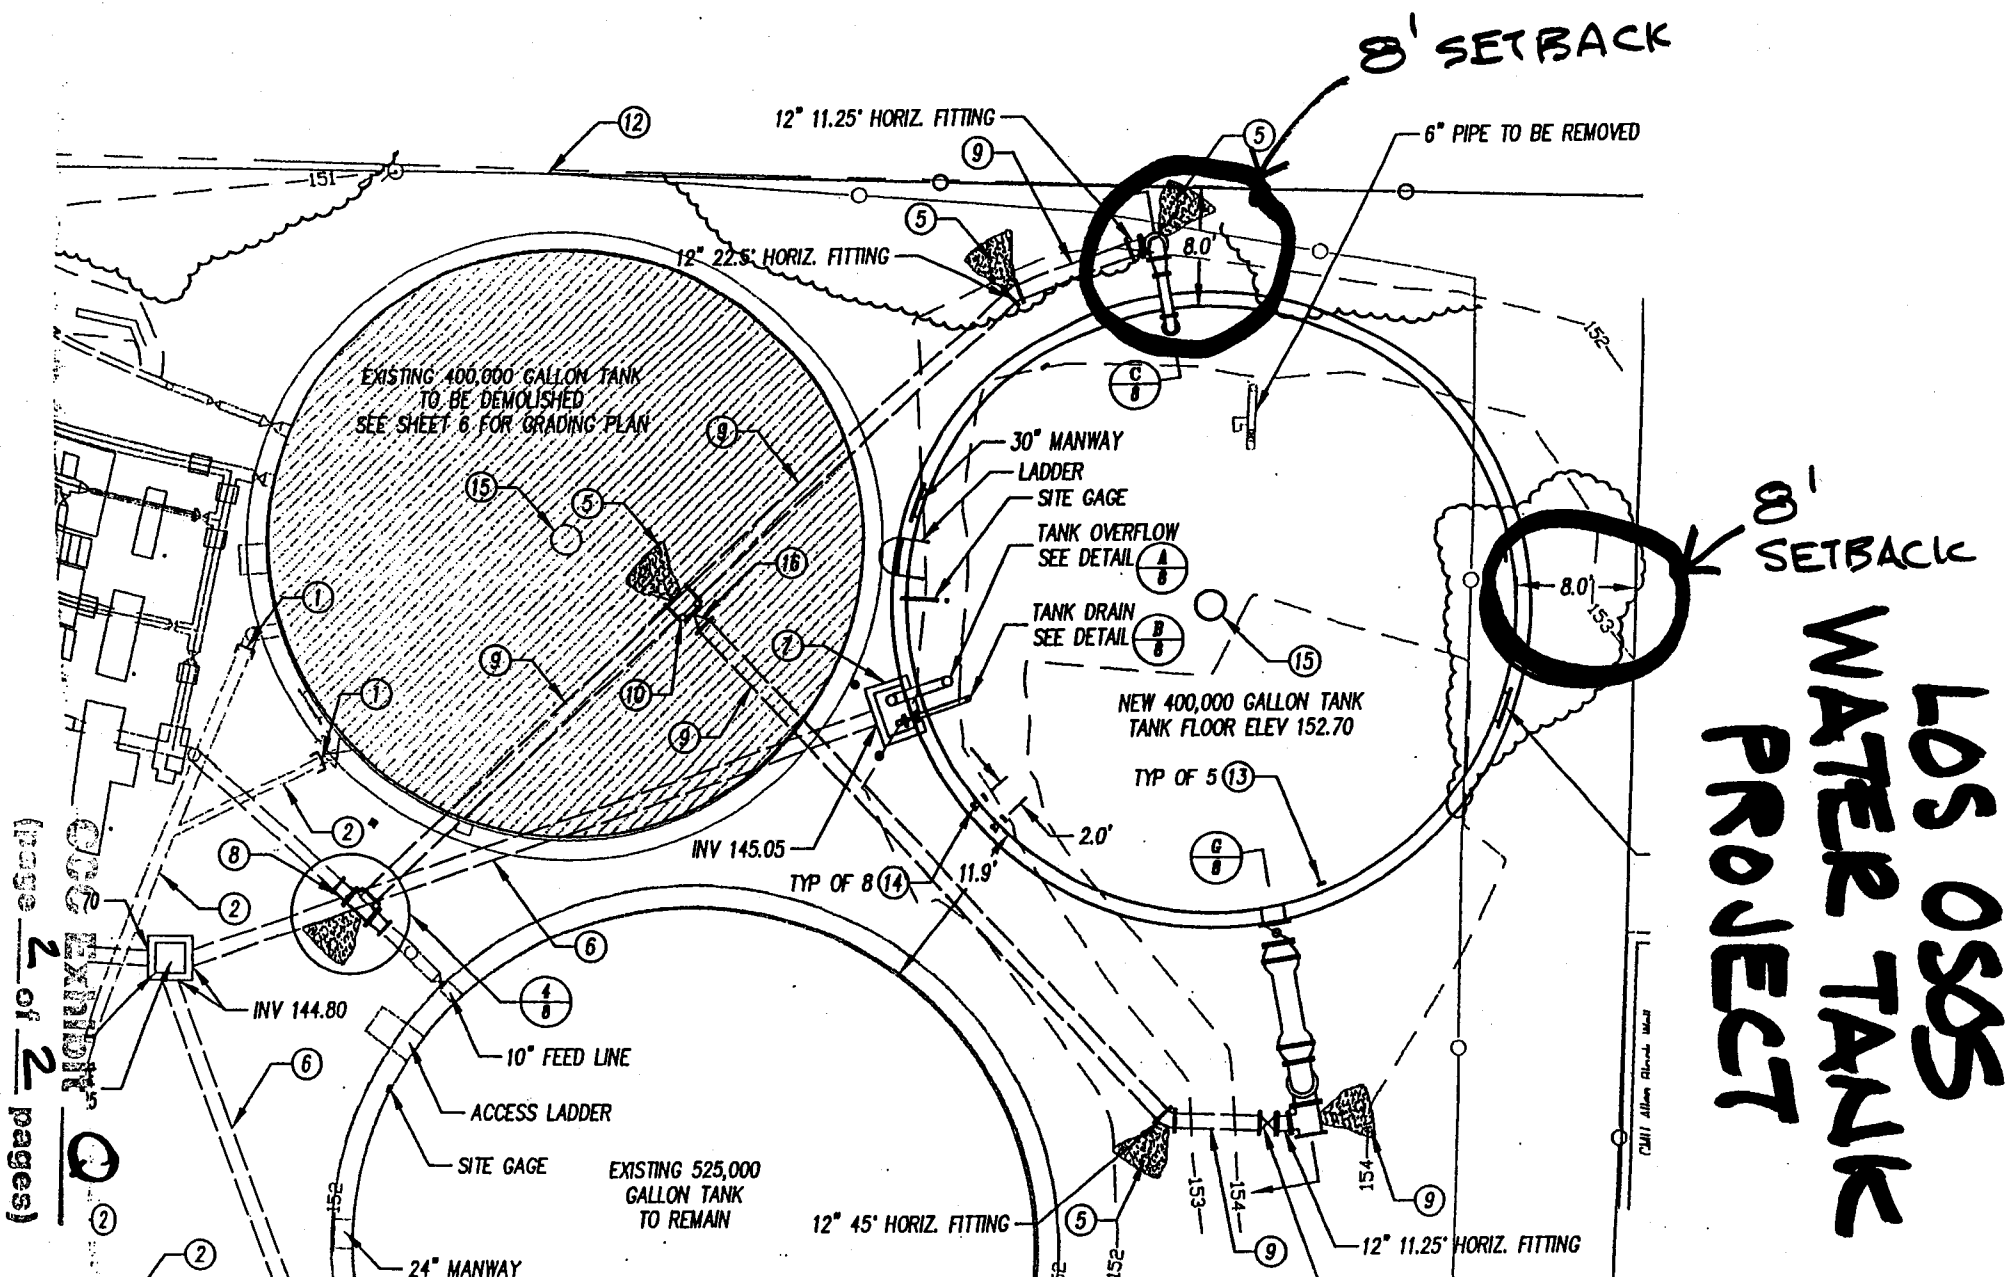 8' SETBACK
12
12" 11.25° HORIZ. FITTING
9
5
6" PIPE TO BE REMOVED
151
5
12" 22.5° HORIZ. FITTING
8.0'
152
EXISTING 400,000 GALLON TANK
TO BE DEMOLISHED
SEE SHEET 6 FOR GRADING PLAN
C
8
9
30" MANWAY
LADDER
SITE GAGE
15
5
TANK OVERFLOW
SEE DETAIL
A
8
16
8'
SETBACK
8.0'
153
1
TANK DRAIN
SEE DETAIL
B
8
7
15
9
10
1
9
NEW 400,000 GALLON TANK
TANK FLOOR ELEV 152.70
LOS OSOS
WATER TANK
PROJECT
TYP OF 5 13
2
8
INV 145.05
2.0'
TYP OF 8 14
11.9'
G
8
70
2
6
4
8
INV 144.80
10" FEED LINE
6
ACCESS LADDER
SITE GAGE
EXISTING 525,000
GALLON TANK
TO REMAIN
152
24" MANWAY
12" 45° HORIZ. FITTING
5
152
153
154
154
9
9
12" 11.25° HORIZ. FITTING
2
2
CCC Exhibit Q
(page 2 of 2 pages)